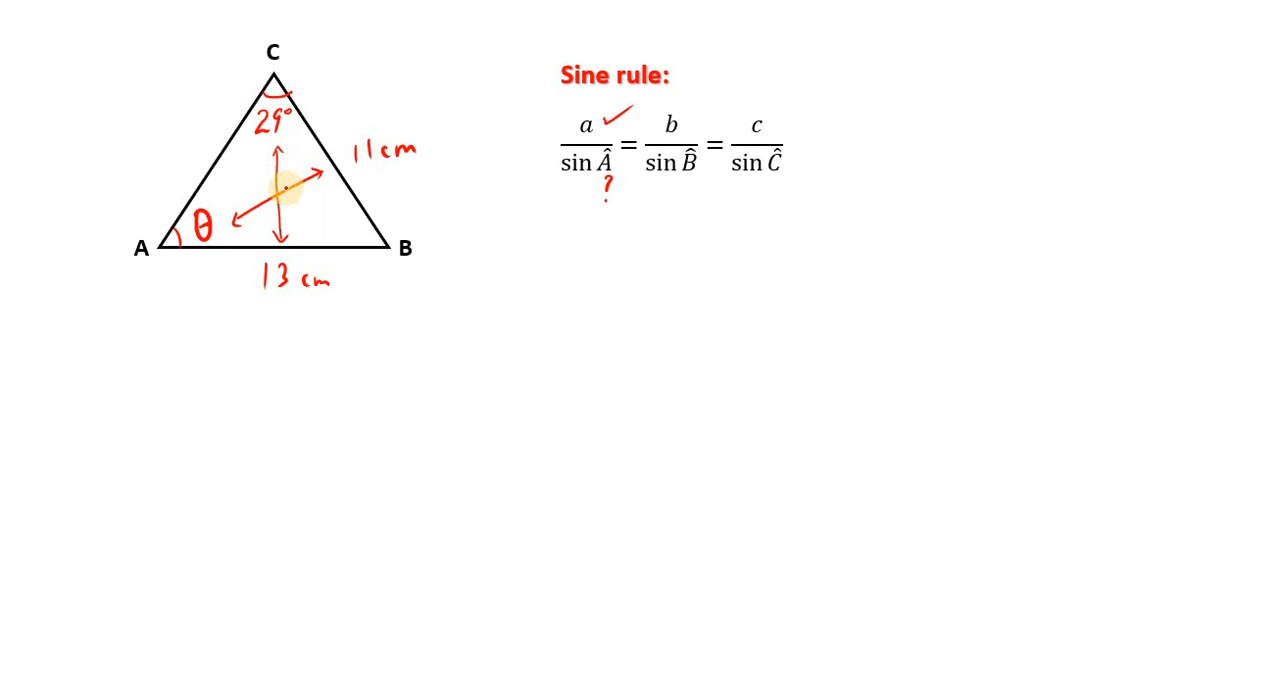 C
29°
11cm
θ
A
B
13 cm
Sine rule:
a/sin Â = b/sin B̂ = c/sin Ĉ
?